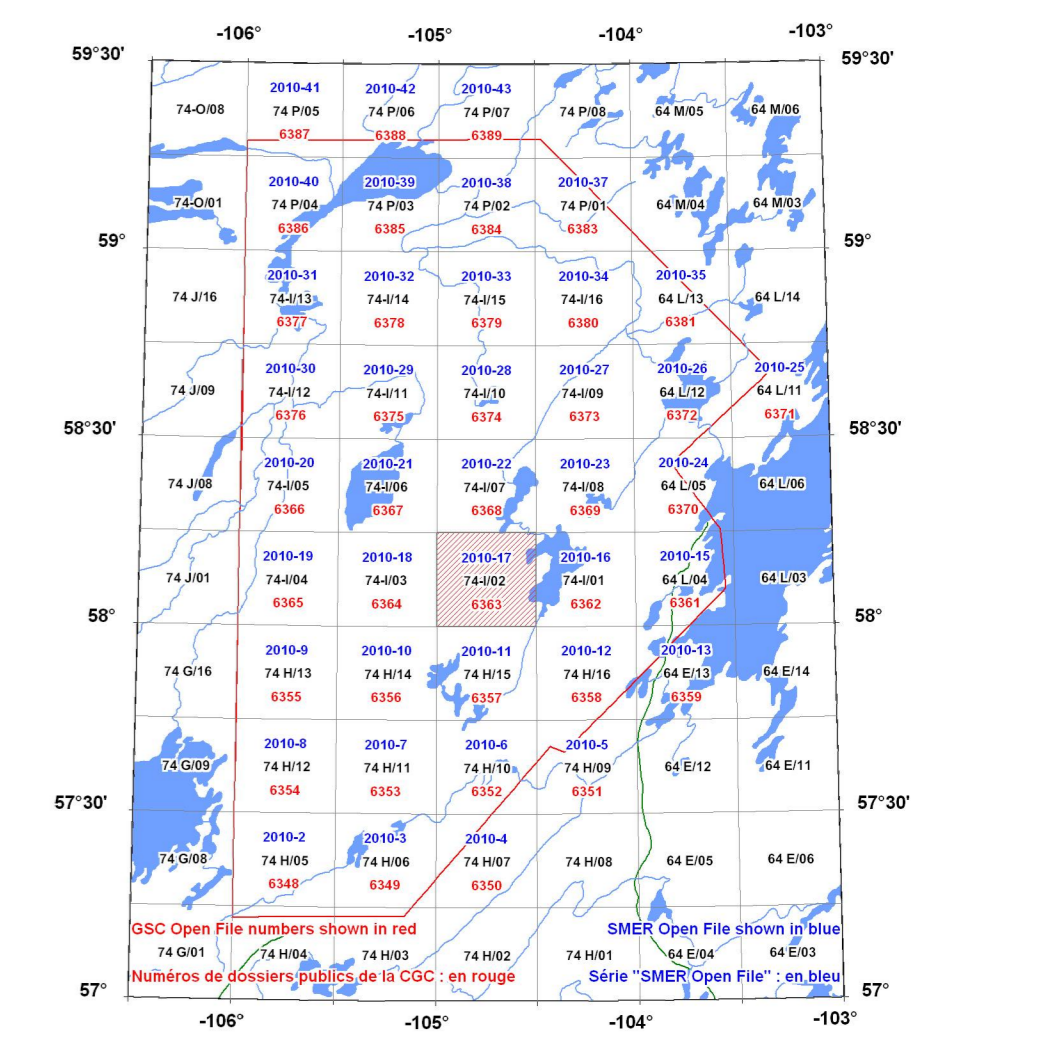 -106° -105° -104° -103°
59°30' 59°30'
2010-41 2010-42 2010-43
74-O/08 74 P/05 74 P/06 74 P/07 74 P/08 64 M/05 64 M/06
6387 6388 6389
2010-40 2010-39 2010-38 2010-37
74-O/01 74 P/04 74 P/03 74 P/02 74 P/01 64 M/04 64 M/03
6386 6385 6384 6383
59° 59°
2010-31 2010-32 2010-33 2010-34 2010-35
74 J/16 74-I/13 74-I/14 74-I/15 74-I/16 64 L/13 64 L/14
6377 6378 6379 6380 6381
2010-30 2010-29 2010-28 2010-27 2010-26 2010-25
74 J/09 74-I/12 74-I/11 74-I/10 74-I/09 64 L/12 64 L/11
6376 6375 6374 6373 6372 6371
58°30' 58°30'
2010-20 2010-21 2010-22 2010-23 2010-24
74 J/08 74-I/05 74-I/06 74-I/07 74-I/08 64 L/05 64 L/06
6366 6367 6368 6369 6370
2010-19 2010-18 2010-17 2010-16 2010-15
74 J/01 74-I/04 74-I/03 74-I/02 74-I/01 64 L/04 64 L/03
6365 6364 6363 6362 6361
58° 58°
2010-9 2010-10 2010-11 2010-12 2010-13
74 G/16 74 H/13 74 H/14 74 H/15 74 H/16 64 E/13 64 E/14
6355 6356 6357 6358 6359
2010-8 2010-7 2010-6 2010-5
74 G/09 74 H/12 74 H/11 74 H/10 74 H/09 64 E/12 64 E/11
6354 6353 6352 6351
57°30' 57°30'
2010-2 2010-3 2010-4
74 G/08 74 H/05 74 H/06 74 H/07 74 H/08 64 E/05 64 E/06
6348 6349 6350
GSC Open File numbers shown in red SMER Open File shown in blue
74 G/01 74 H/04 74 H/03 74 H/02 74 H/01 64 E/04 64 E/03
Numéros de dossiers publics de la CGC : en rouge Série "SMER Open File" : en bleu
57° 57°
-106° -105° -104° -103°